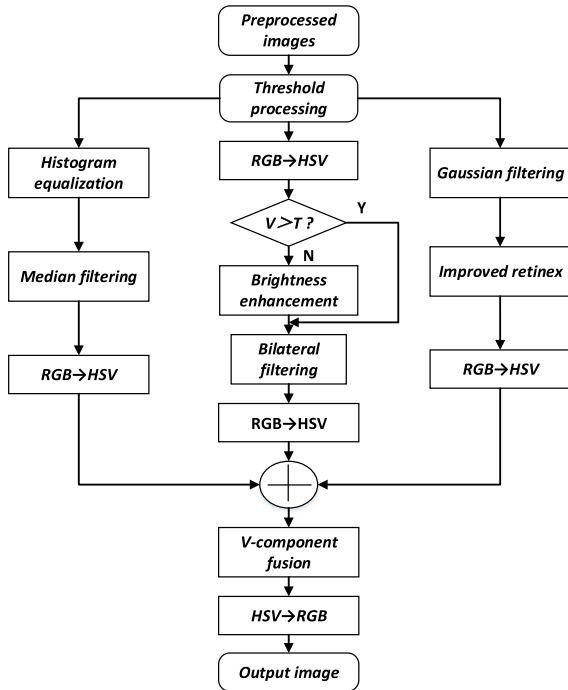 Preprocessed
images
Threshold
processing
Histogram
equalization
RGB→HSV
Gaussian filtering
V>T ?
Y
N
Median filtering
Brightness
enhancement
Improved retinex
Bilateral
filtering
RGB→HSV
RGB→HSV
RGB→HSV
V-component
fusion
HSV→RGB
Output image